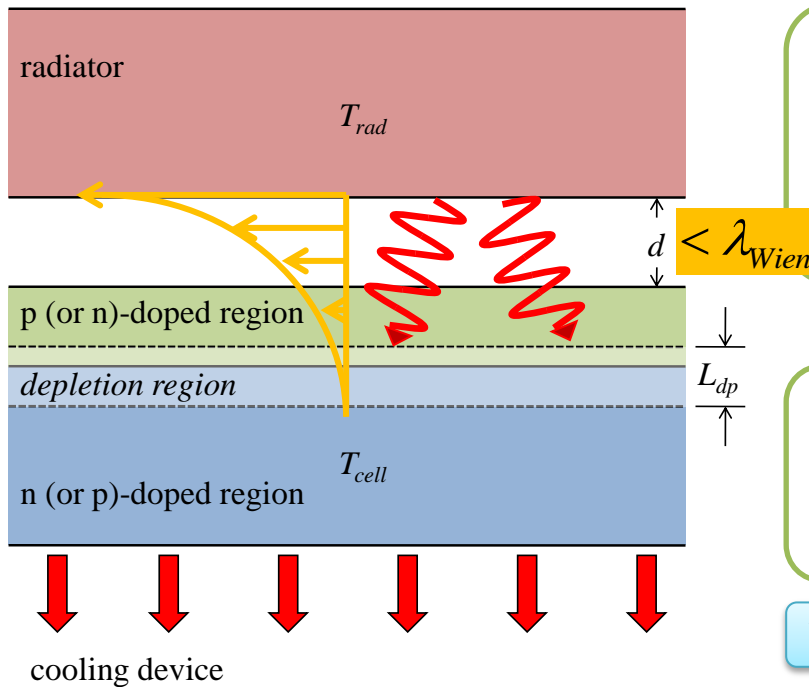 radiator
T_rad
d < λ_Wien
p (or n)-doped region
depletion region
L_dp
T_cell
n (or p)-doped region
cooling device